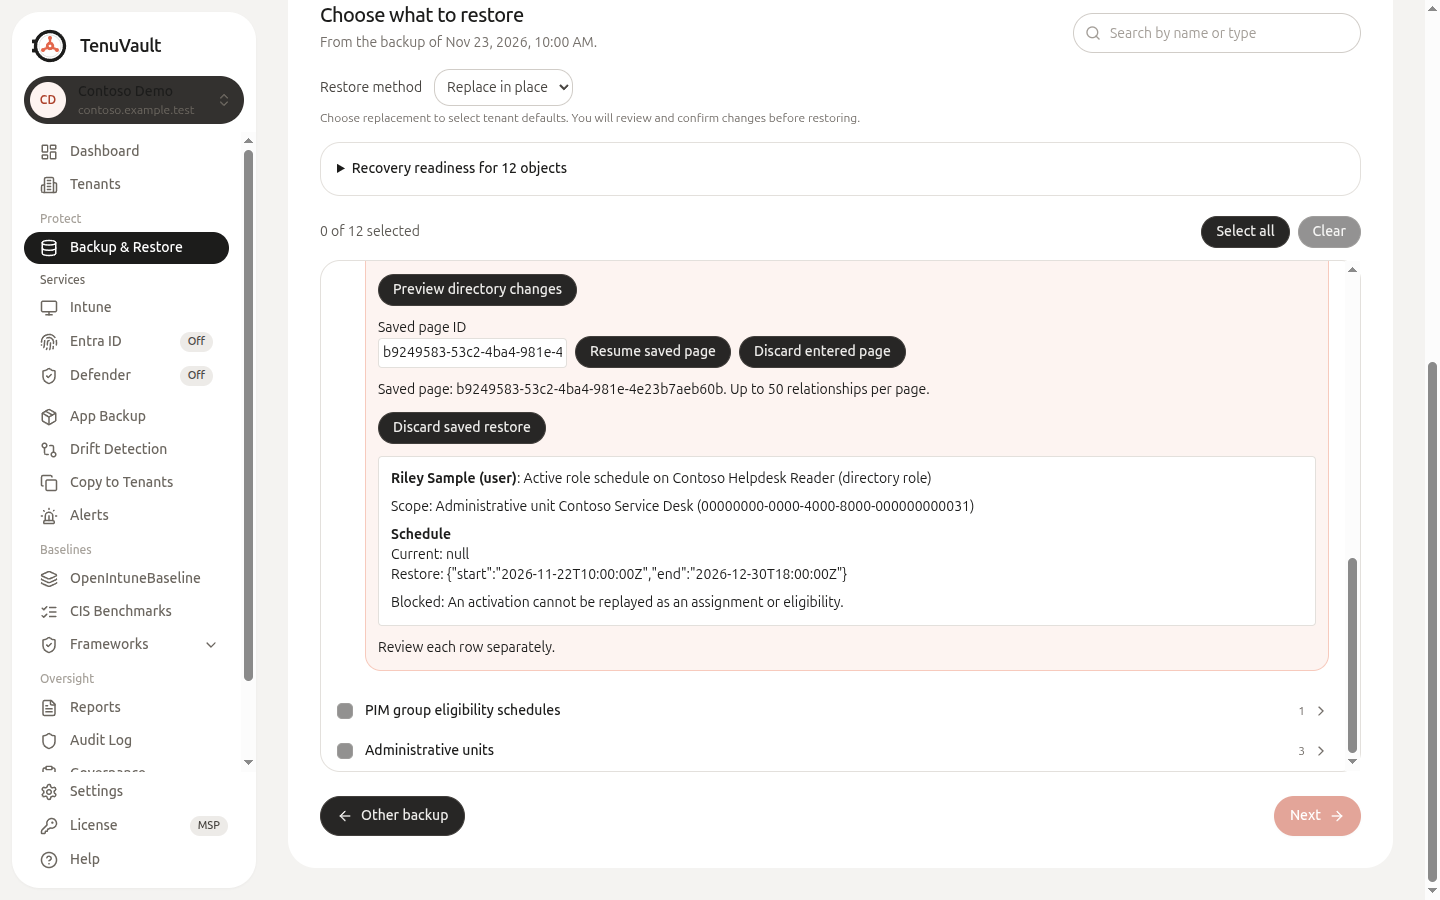 TenuVault
CD
Contoso Demo
contoso.example.test
Dashboard
Tenants
Protect
Backup & Restore
Services
Intune
Entra ID
Off
Defender
Off
App Backup
Drift Detection
Copy to Tenants
Alerts
Baselines
OpenIntuneBaseline
CIS Benchmarks
Frameworks
Oversight
Reports
Audit Log
Governance
Settings
License
MSP
Help
Choose what to restore
From the backup of Nov 23, 2026, 10:00 AM.
Search by name or type
Restore method
Replace in place
Choose replacement to select tenant defaults. You will review and confirm changes before restoring.
Recovery readiness for 12 objects
0 of 12 selected
Select all
Clear
Preview directory changes
Saved page ID
b9249583-53c2-4ba4-981e-4
Resume saved page
Discard entered page
Saved page: b9249583-53c2-4ba4-981e-4e23b7aeb60b. Up to 50 relationships per page.
Discard saved restore
Riley Sample (user): Active role schedule on Contoso Helpdesk Reader (directory role)
Scope: Administrative unit Contoso Service Desk (00000000-0000-4000-8000-000000000031)
Schedule
Current: null
Restore: {"start":"2026-11-22T10:00:00Z","end":"2026-12-30T18:00:00Z"}
Blocked: An activation cannot be replayed as an assignment or eligibility.
Review each row separately.
PIM group eligibility schedules
1
Administrative units
3
Other backup
Next